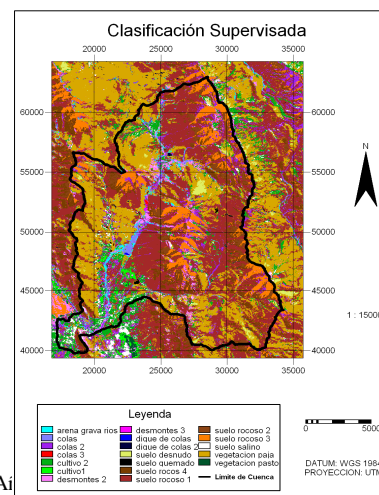 Clasificación Supervisada
20000 25000 30000 35000
60000 60000
55000 55000
50000 50000
45000 45000
40000 40000
20000 25000 30000 35000
N
1 : 15000
Leyenda
arena grava rios
colas
colas 2
colas 3
cultivo 2
cultivo1
desmontes 2
desmontes 3
dique de colas
dique de colas 2
suelo desnudo
suelo quemado
suelo rocos 4
suelo rocoso 1
suelo rocoso 2
suelo rocoso 3
suelo salino
vegetacion paja
vegetacion pasto
Límite de Cuenca
0 5000
DATUM: WGS 1984
PROYECCION: UTM
Aí